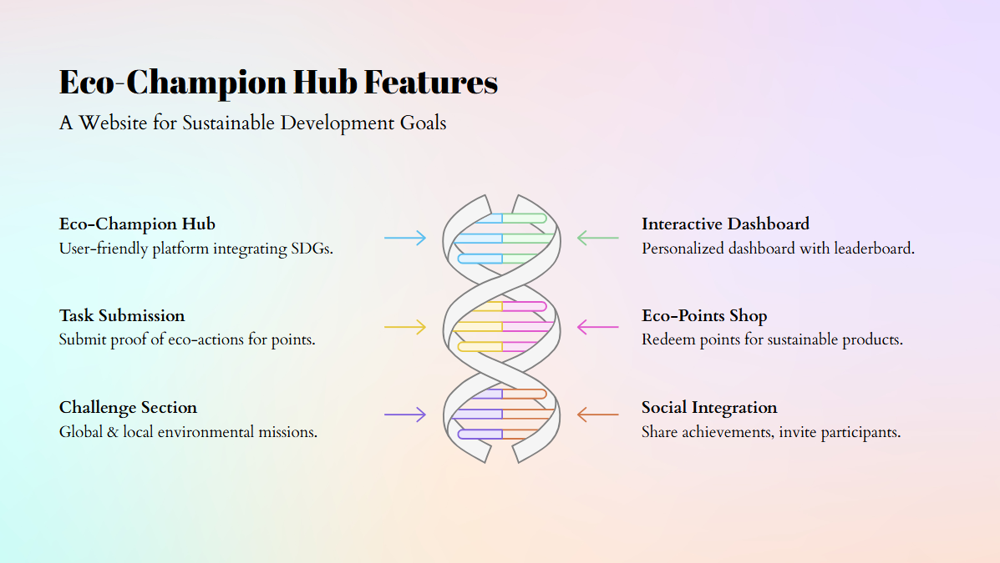 Eco-Champion Hub Features
A Website for Sustainable Development Goals
Eco-Champion Hub
User-friendly platform integrating SDGs.
Task Submission
Submit proof of eco-actions for points.
Challenge Section
Global & local environmental missions.
Interactive Dashboard
Personalized dashboard with leaderboard.
Eco-Points Shop
Redeem points for sustainable products.
Social Integration
Share achievements, invite participants.